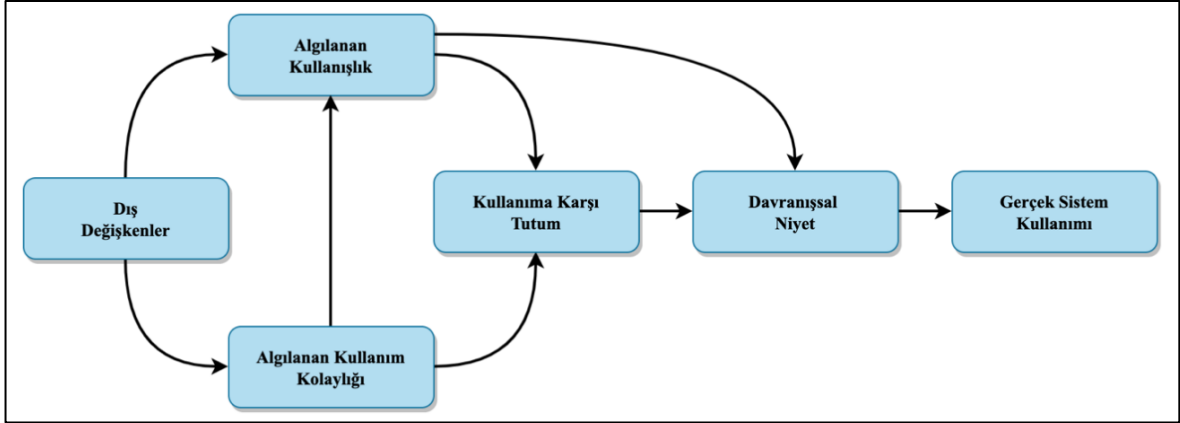 Algılanan
Kullanışlık
Dış
Değişkenler
Kullanıma Karşı
Tutum
Davranışsal
Niyet
Gerçek Sistem
Kullanımı
Algılanan Kullanım
Kolaylığı